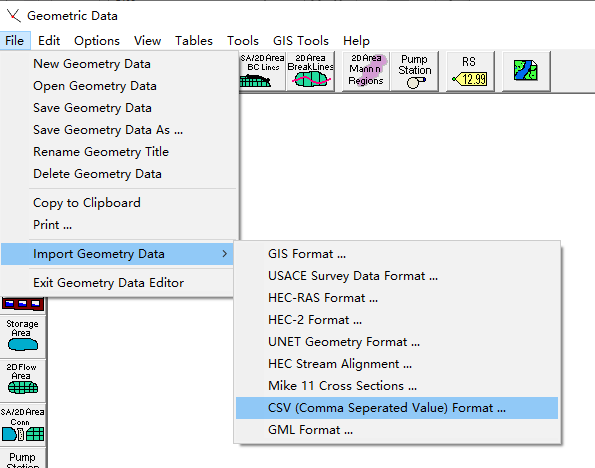 Geometric Data
File Edit Options View Tables Tools GIS Tools Help
New Geometry Data
Open Geometry Data
Save Geometry Data
Save Geometry Data As ...
Rename Geometry Title
Delete Geometry Data
Copy to Clipboard
Print ...
Import Geometry Data
Exit Geometry Data Editor
SA/2D Area
BC Lines
2D Area
BreakLines
2D Area
Mann n
Regions
Pump
Station
RS
12.99
GIS Format ...
USACE Survey Data Format ...
HEC-RAS Format ...
HEC-2 Format ...
UNET Geometry Format ...
HEC Stream Alignment ...
Mike 11 Cross Sections ...
CSV (Comma Seperated Value) Format ...
GML Format ...
Storage
Area
2D Flow
Area
SA/2D Area
Conn
Pump